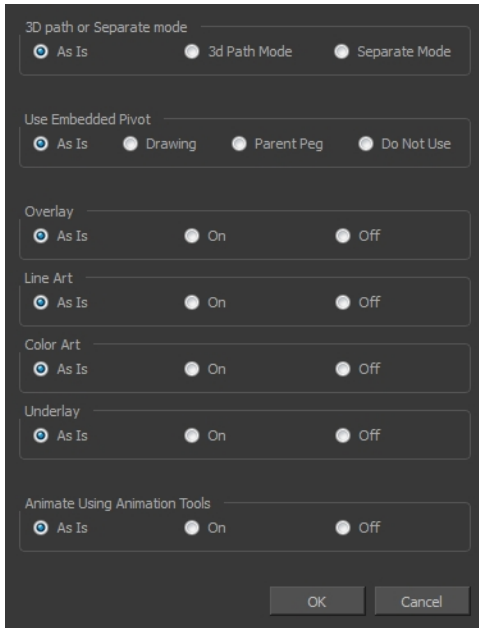 3D path or Separate mode
As Is 3d Path Mode Separate Mode
Use Embedded Pivot
As Is Drawing Parent Peg Do Not Use
Overlay
As Is On Off
Line Art
As Is On Off
Color Art
As Is On Off
Underlay
As Is On Off
Animate Using Animation Tools
As Is On Off
OK Cancel